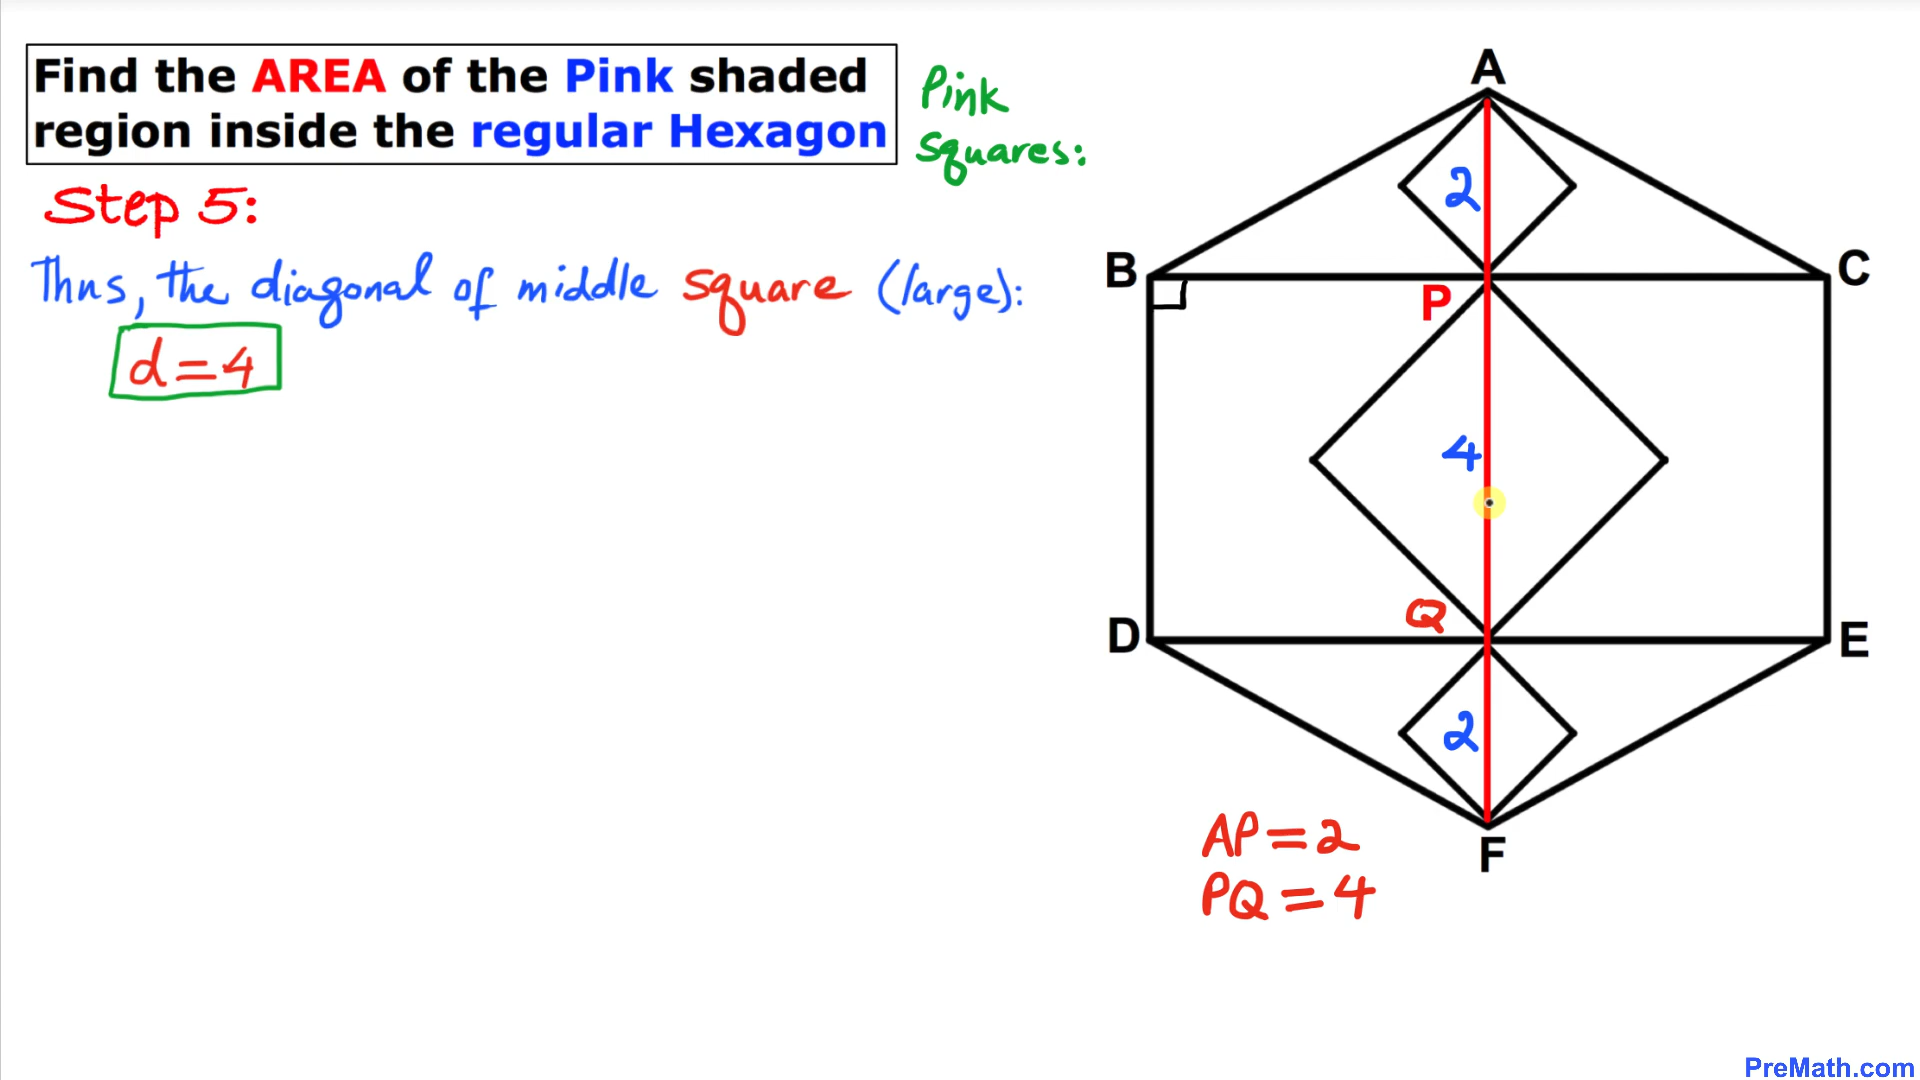 Find the AREA of the Pink shaded
region inside the regular Hexagon
Pink
squares:
Step 5:
Thus, the diagonal of middle square (large):
d=4
A
2
B
C
P
4
Q
D
E
2
F
AP=2
PQ=4
PreMath.com